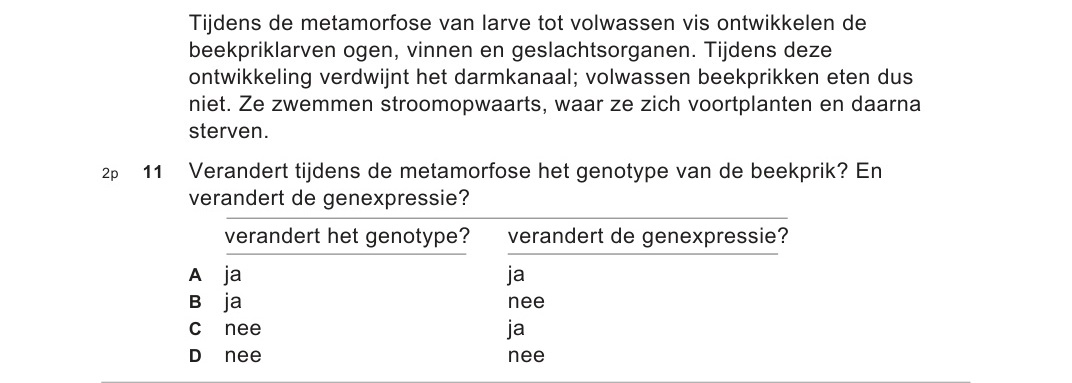 Tijdens de metamorfose van larve tot volwassen vis ontwikkelen de
beekpriklarven ogen, vinnen en geslachtsorganen. Tijdens deze
ontwikkeling verdwijnt het darmkanaal; volwassen beekprikken eten dus
niet. Ze zwemmen stroomopwaarts, waar ze zich voortplanten en daarna
sterven.
2p 11 Verandert tijdens de metamorfose het genotype van de beekprik? En
verandert de genexpressie?
verandert het genotype? verandert de genexpressie?
A ja ja
B ja nee
C nee ja
D nee nee